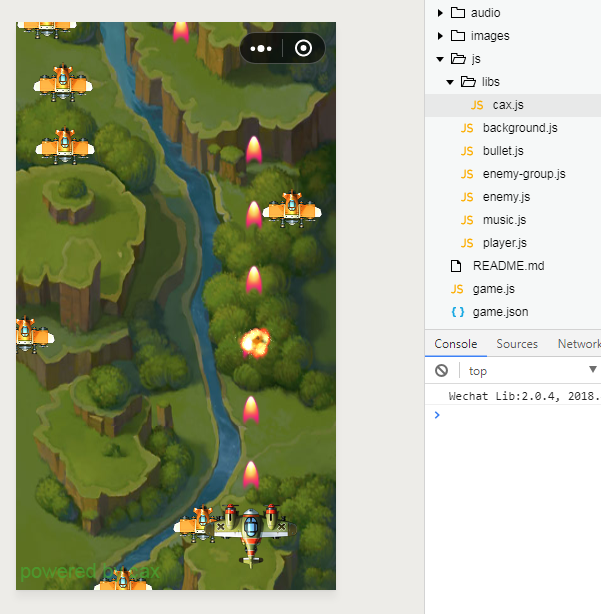 audio
images
js
libs
JS cax.js
JS background.js
JS bullet.js
JS enemy-group.js
JS enemy.js
JS music.js
JS player.js
README.md
JS game.js
{} game.json
Console Sources Network
top
Wechat Lib:2.0.4, 2018.
powered by cax